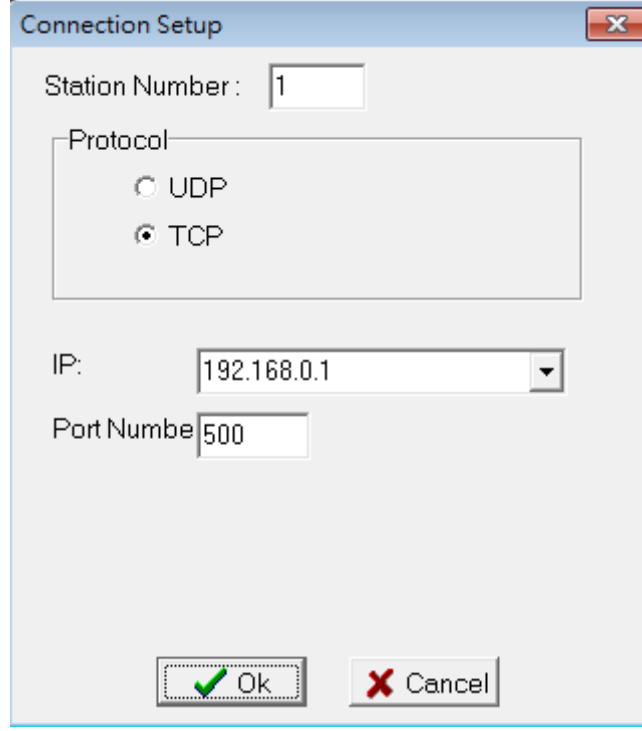 Connection Setup
Station Number : 1
Protocol
UDP
TCP
IP: 192.168.0.1
Port Numbe 500
Ok Cancel